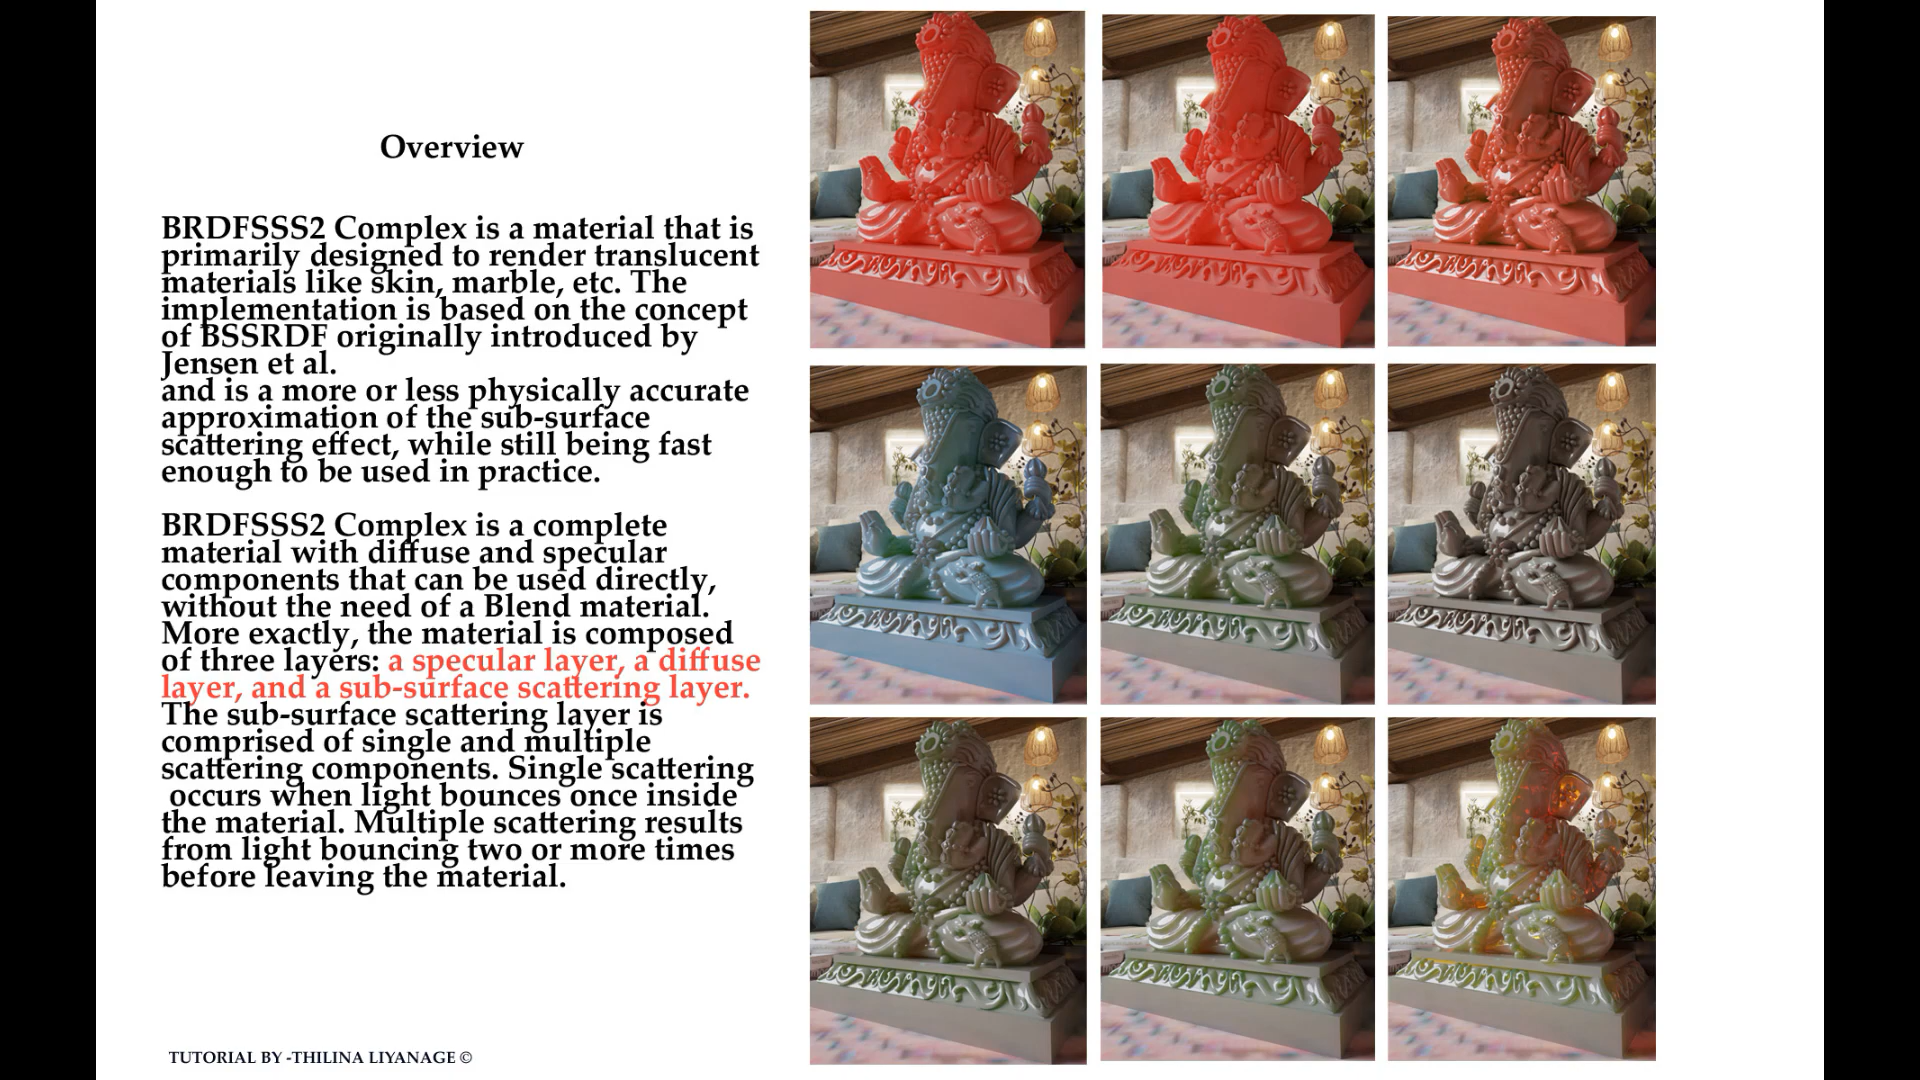 Overview
BRDFSSS2 Complex is a material that is
primarily designed to render translucent
materials like skin, marble, etc. The
implementation is based on the concept
of BSSRDF originally introduced by
Jensen et al.
and is a more or less physically accurate
approximation of the sub-surface
scattering effect, while still being fast
enough to be used in practice.
BRDFSSS2 Complex is a complete
material with diffuse and specular
components that can be used directly,
without the need of a Blend material.
More exactly, the material is composed
of three layers: a specular layer, a diffuse
layer, and a sub-surface scattering layer.
The sub-surface scattering layer is
comprised of single and multiple
scattering components. Single scattering
occurs when light bounces once inside
the material. Multiple scattering results
from light bouncing two or more times
before leaving the material.
TUTORIAL BY -THILINA LIYANAGE ©